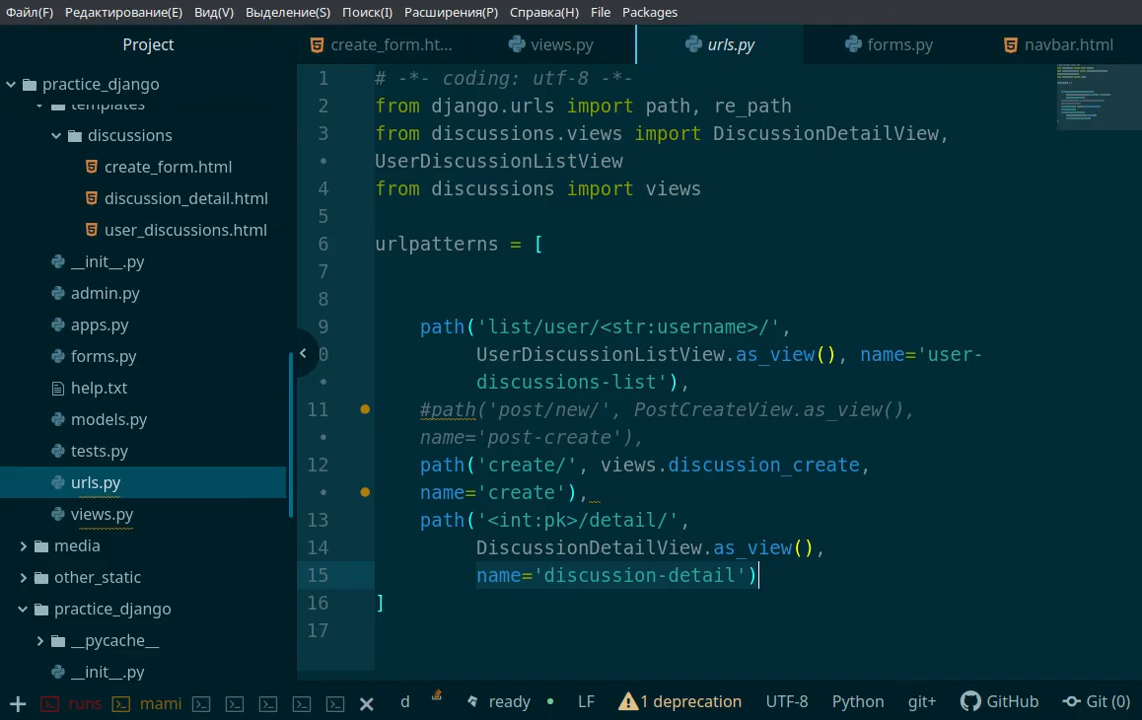 Файл(F) Редактирование(E) Вид(V) Выделение(S) Поиск(I) Расширения(P) Справка(H) File Packages
Project
create_form.ht... views.py urls.py forms.py navbar.html
practice_django
templates
discussions
create_form.html
discussion_detail.html
user_discussions.html
__init__.py
admin.py
apps.py
forms.py
help.txt
models.py
tests.py
urls.py
views.py
media
other_static
practice_django
__pycache__
__init__.py
1 # -*- coding: utf-8 -*-
2 from django.urls import path, re_path
3 from discussions.views import DiscussionDetailView,
• UserDiscussionListView
4 from discussions import views
5
6 urlpatterns = [
7
8
9 path('list/user/<str:username>/',
0 UserDiscussionListView.as_view(), name='user-
• discussions-list'),
11 #path('post/new/', PostCreateView.as_view(),
• name='post-create'),
12 path('create/', views.discussion_create,
• name='create'),
13 path('<int:pk>/detail/',
14 DiscussionDetailView.as_view(),
15 name='discussion-detail')
16 ]
17
runs mami d ready LF 1 deprecation UTF-8 Python git+ GitHub Git (0)